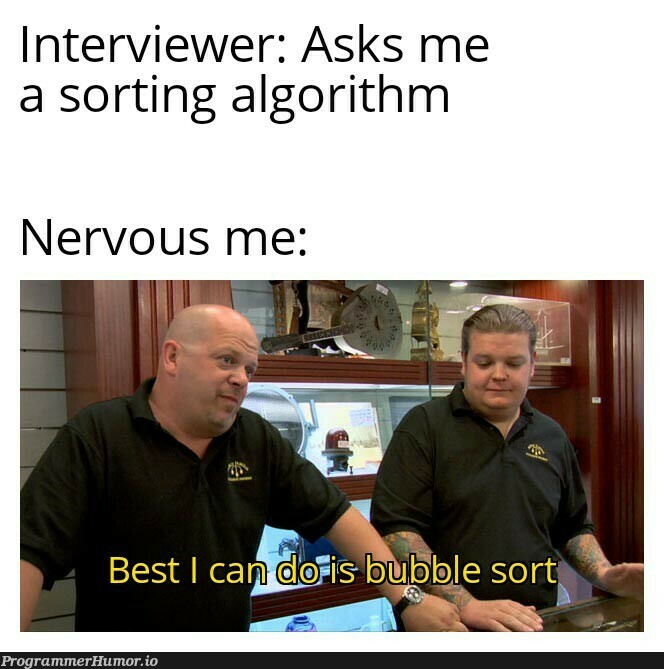 Interviewer: Asks me
a sorting algorithm
Nervous me:
Best I can do is bubble sort
ProgrammerHumor.io